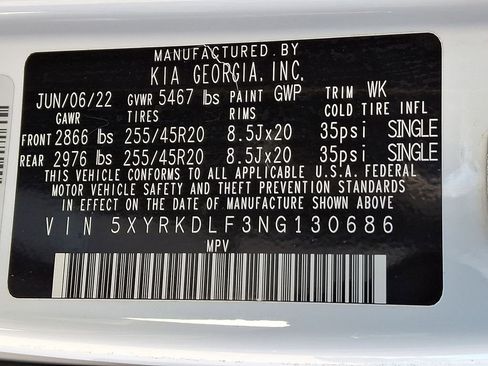 MANUFACTURED BY
KIA GEORGIA, INC.
JUN/06/22 GVWR 5467 lbs PAINT GWP TRIM WK
GAWR TIRES RIMS COLD TIRE INFL
FRONT 2866 lbs 255/45R20 8.5Jx20 35psi SINGLE
REAR 2976 lbs 255/45R20 8.5Jx20 35psi SINGLE
THIS VEHICLE CONFORMS TO ALL APPLICABLE U.S.A. FEDERAL
MOTOR VEHICLE SAFETY AND THEFT PREVENTION STANDARDS
IN EFFECT ON THE DATE OF MANUFACTURE SHOWN ABOVE
VIN 5XYRKDLF3NG130686
MPV